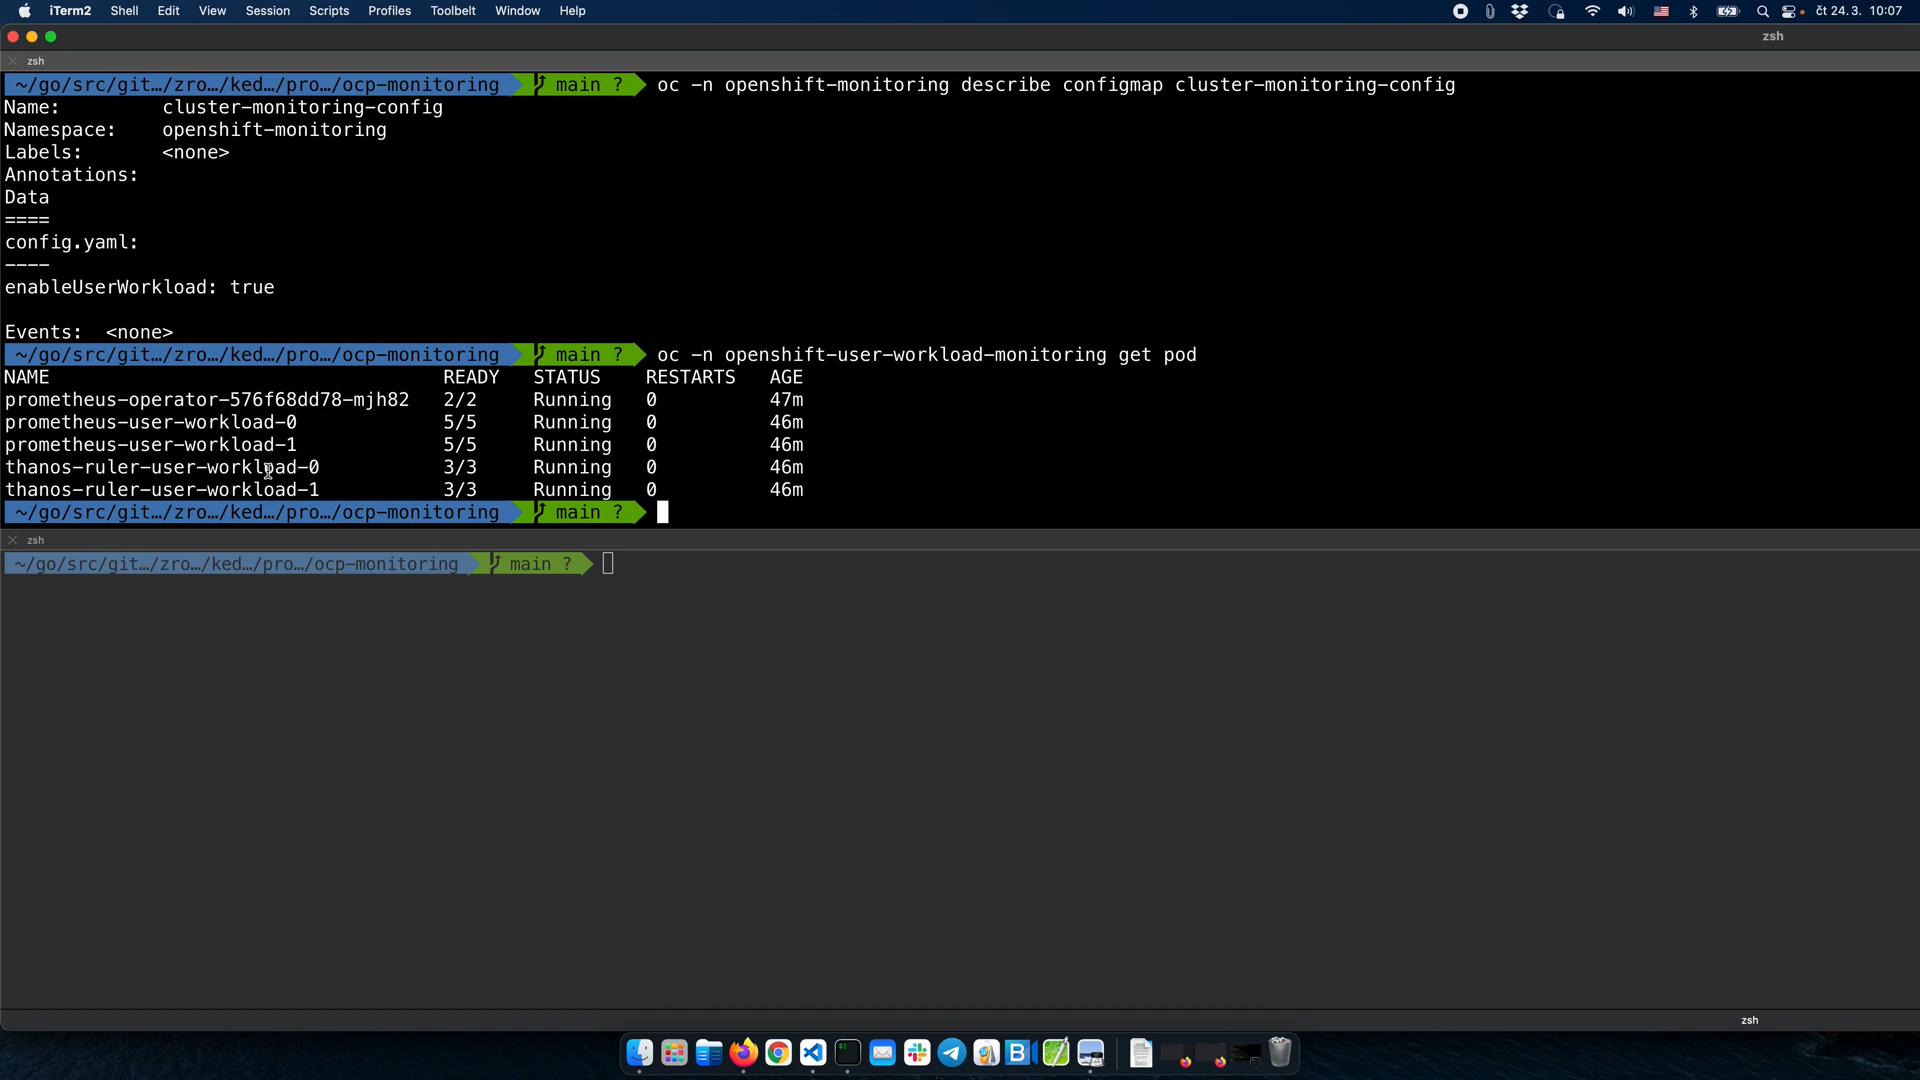 iTerm2 Shell Edit View Session Scripts Profiles Toolbelt Window Help čt 24.3. 10:07
zsh
zsh
~/go/src/git…/zro…/ked…/pro…/ocp-monitoring main ? oc -n openshift-monitoring describe configmap cluster-monitoring-config
Name: cluster-monitoring-config
Namespace: openshift-monitoring
Labels: <none>
Annotations:
Data
====
config.yaml:
----
enableUserWorkload: true
Events: <none>
~/go/src/git…/zro…/ked…/pro…/ocp-monitoring main ? oc -n openshift-user-workload-monitoring get pod
NAME READY STATUS RESTARTS AGE
prometheus-operator-576f68dd78-mjh82 2/2 Running 0 47m
prometheus-user-workload-0 5/5 Running 0 46m
prometheus-user-workload-1 5/5 Running 0 46m
thanos-ruler-user-workload-0 3/3 Running 0 46m
thanos-ruler-user-workload-1 3/3 Running 0 46m
~/go/src/git…/zro…/ked…/pro…/ocp-monitoring main ?
zsh
~/go/src/git…/zro…/ked…/pro…/ocp-monitoring main ?
zsh